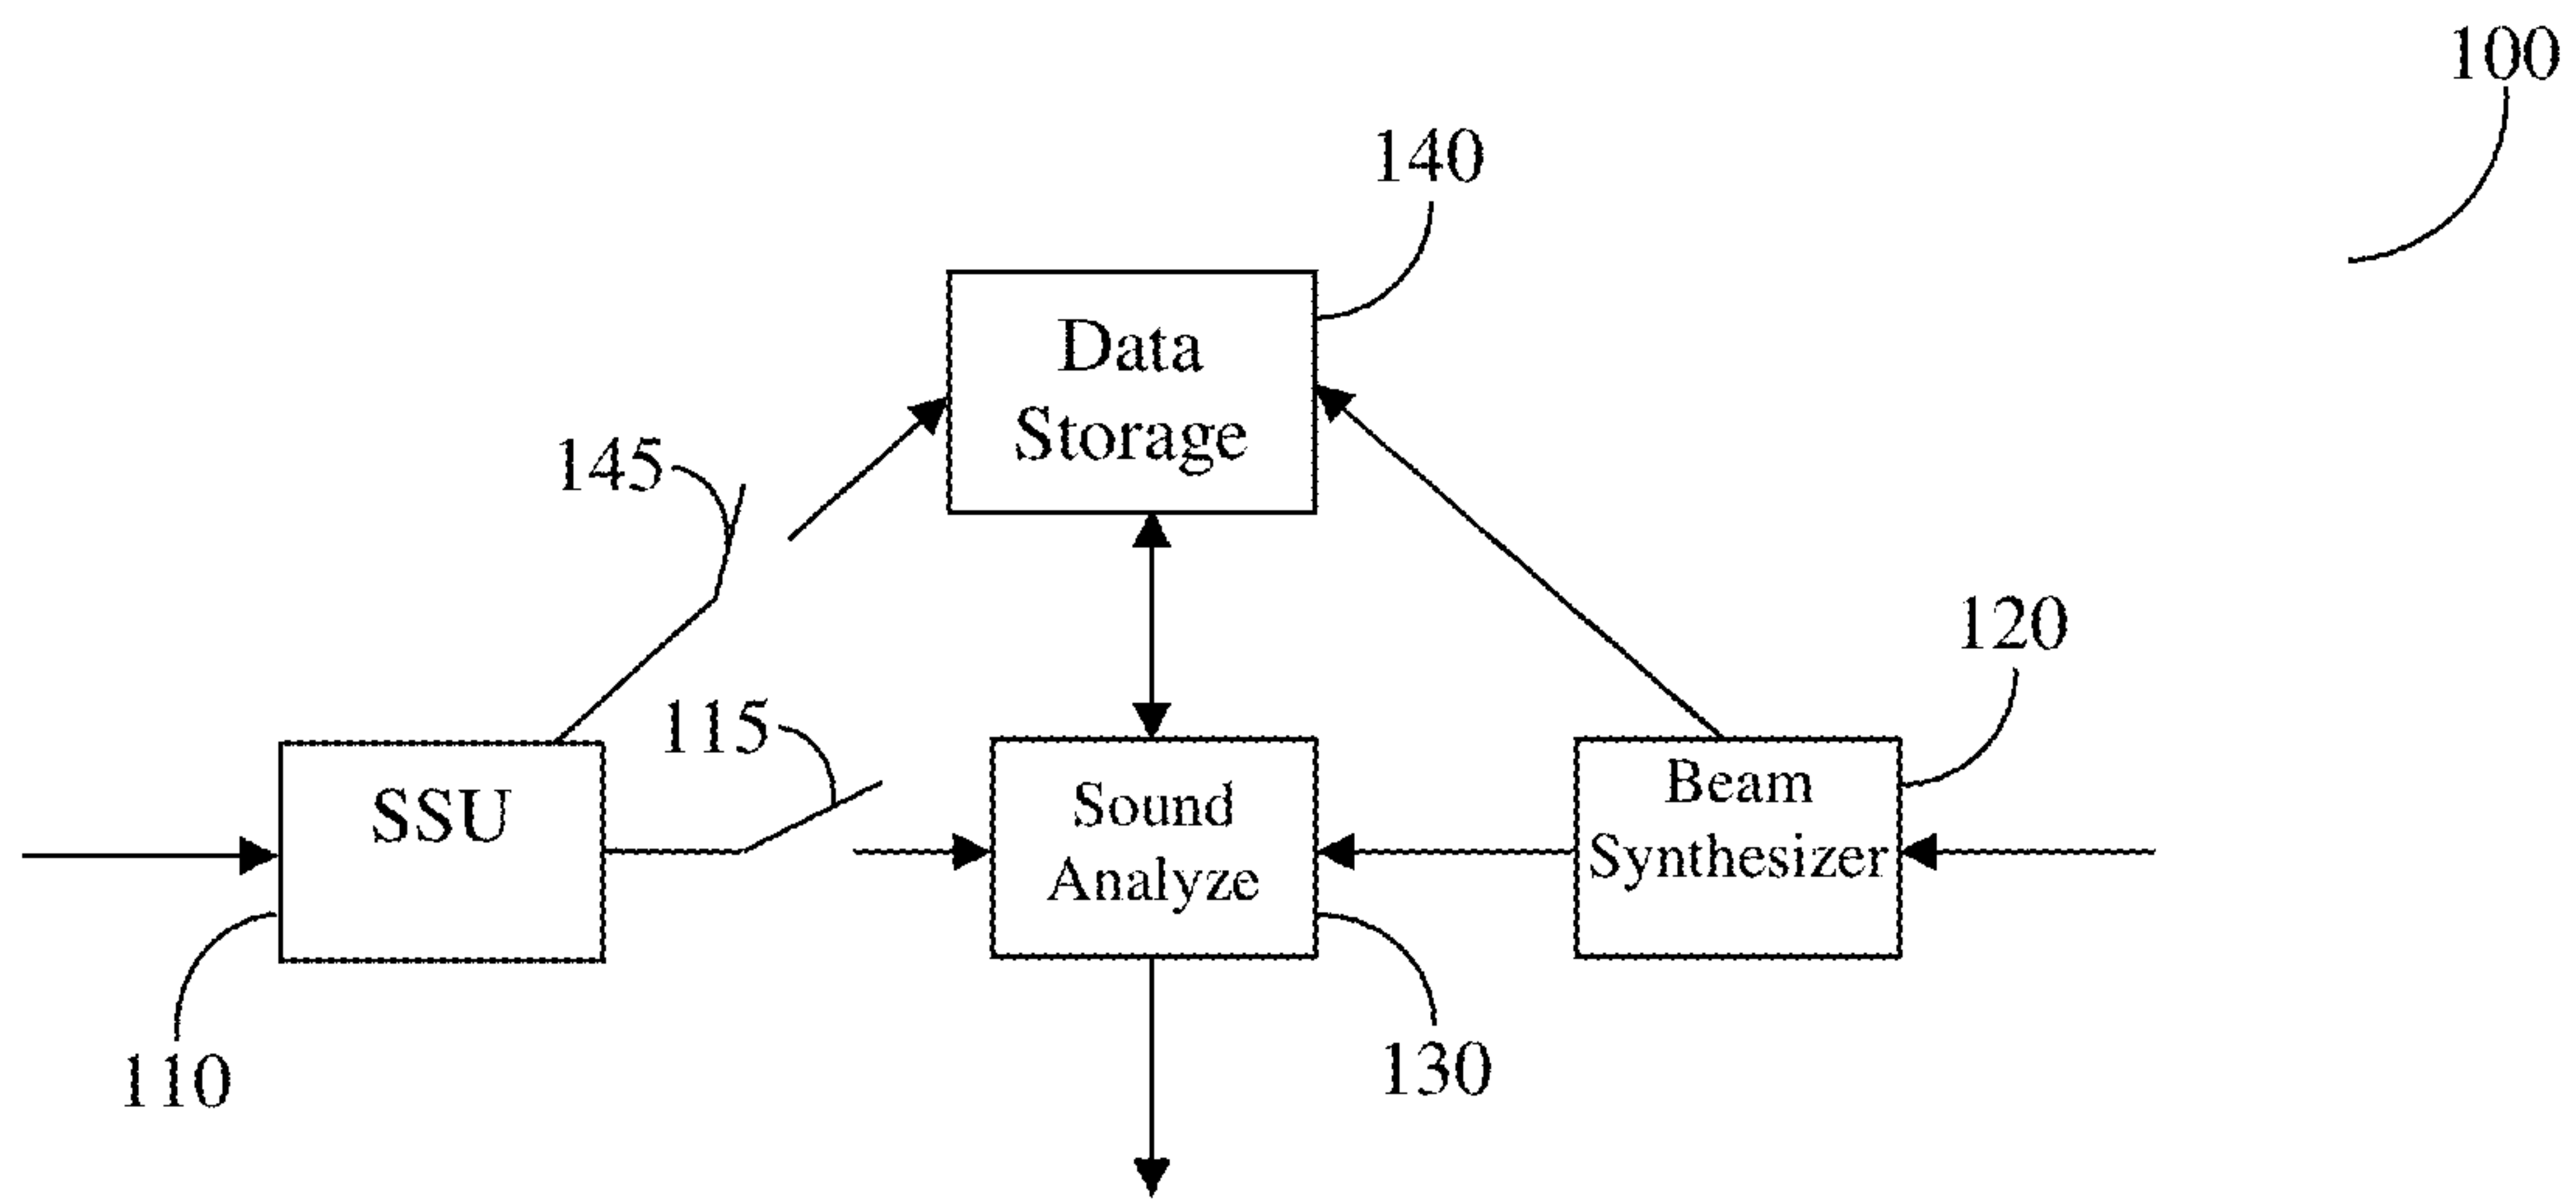 100
140
Data
Storage
145
120
115
SSU
Sound
Analyze
Beam
Synthesizer
110
130